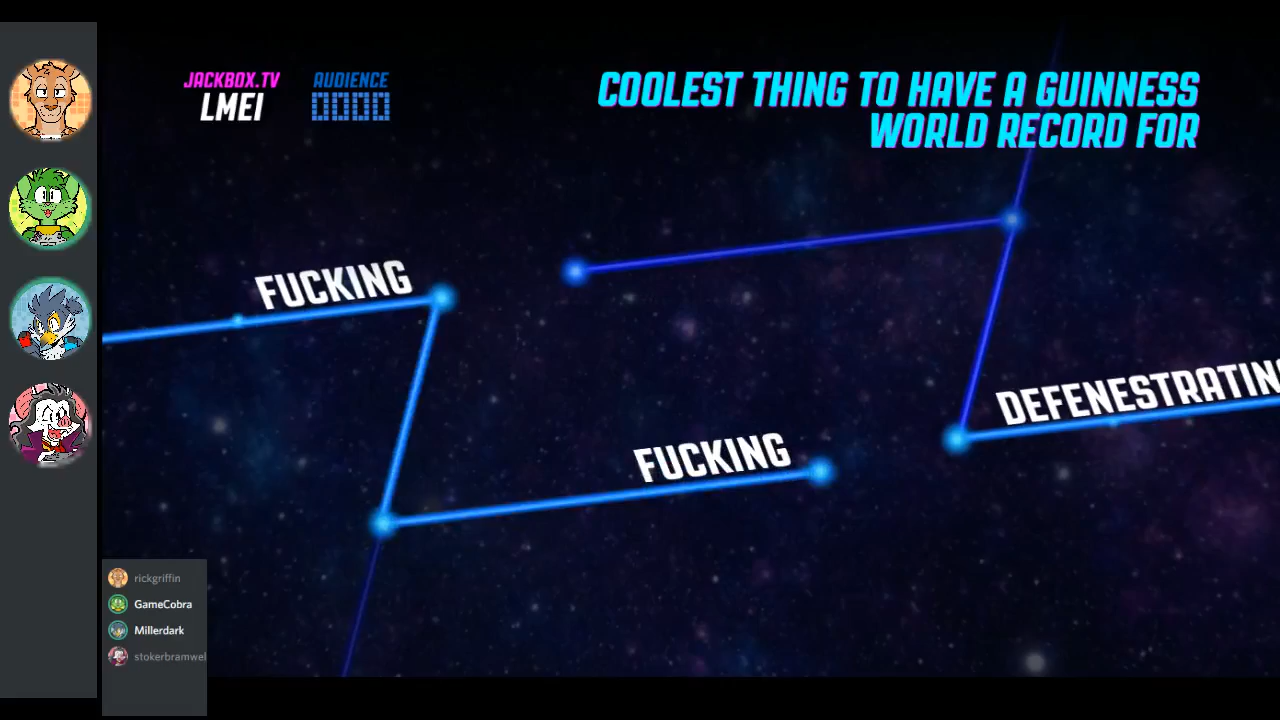 JACKBOX.TV
LMEI
AUDIENCE
0000
COOLEST THING TO HAVE A GUINNESS
WORLD RECORD FOR
FUCKING
DEFENESTRATIN
FUCKING
rickgriffin
GameCobra
Millerdark
stokerbramwel